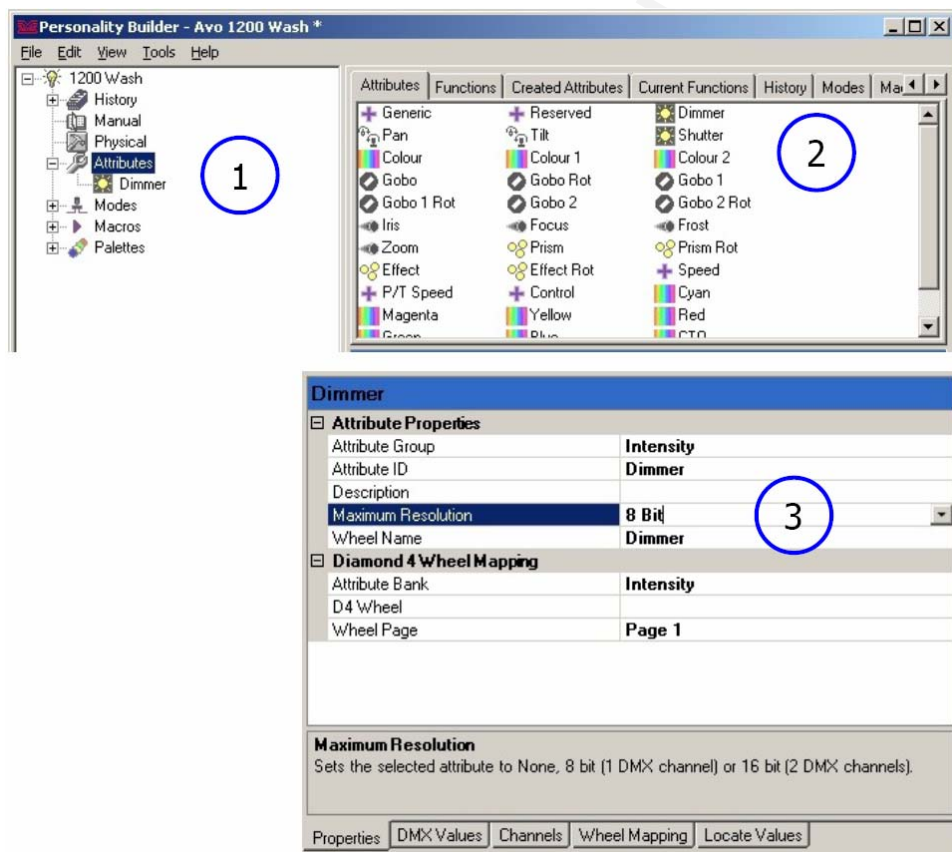 Personality Builder - Avo 1200 Wash *
File Edit View Tools Help
1200 Wash
History
Manual
Physical
Attributes
Dimmer
Modes
Macros
Palettes
1
Attributes Functions Created Attributes Current Functions History Modes Ma
Generic Reserved Dimmer
Pan Tilt Shutter
Colour Colour 1 Colour 2
Gobo Gobo Rot Gobo 1
Gobo 1 Rot Gobo 2 Gobo 2 Rot
Iris Focus Frost
Zoom Prism Prism Rot
Effect Effect Rot Speed
P/T Speed Control Cyan
Magenta Yellow Red
Green Blue CTO
2
Dimmer
Attribute Properties
Attribute Group Intensity
Attribute ID Dimmer
Description
Maximum Resolution 8 Bit
Wheel Name Dimmer
3
Diamond 4 Wheel Mapping
Attribute Bank Intensity
D4 Wheel
Wheel Page Page 1
Maximum Resolution
Sets the selected attribute to None, 8 bit (1 DMX channel) or 16 bit (2 DMX channels).
Properties DMX Values Channels Wheel Mapping Locate Values